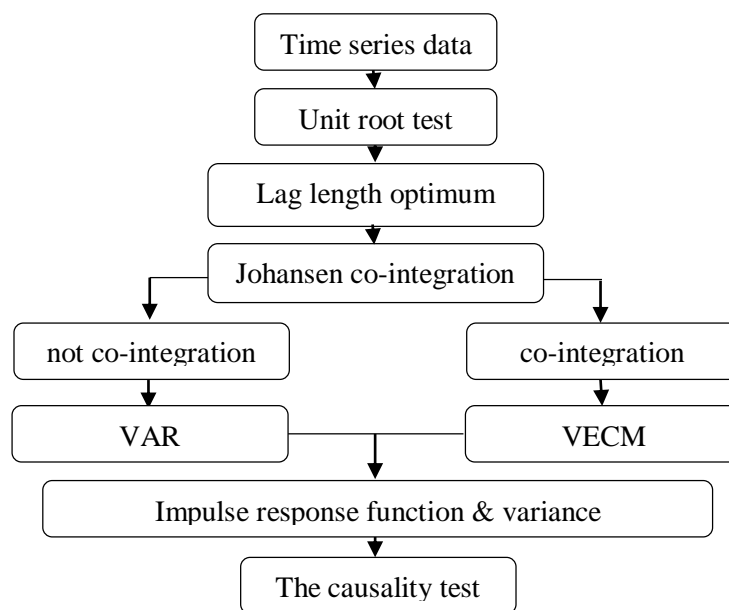 Time series data
Unit root test
Lag length optimum
Johansen co-integration
not co-integration
co-integration
VAR
VECM
Impulse response function & variance
The causality test